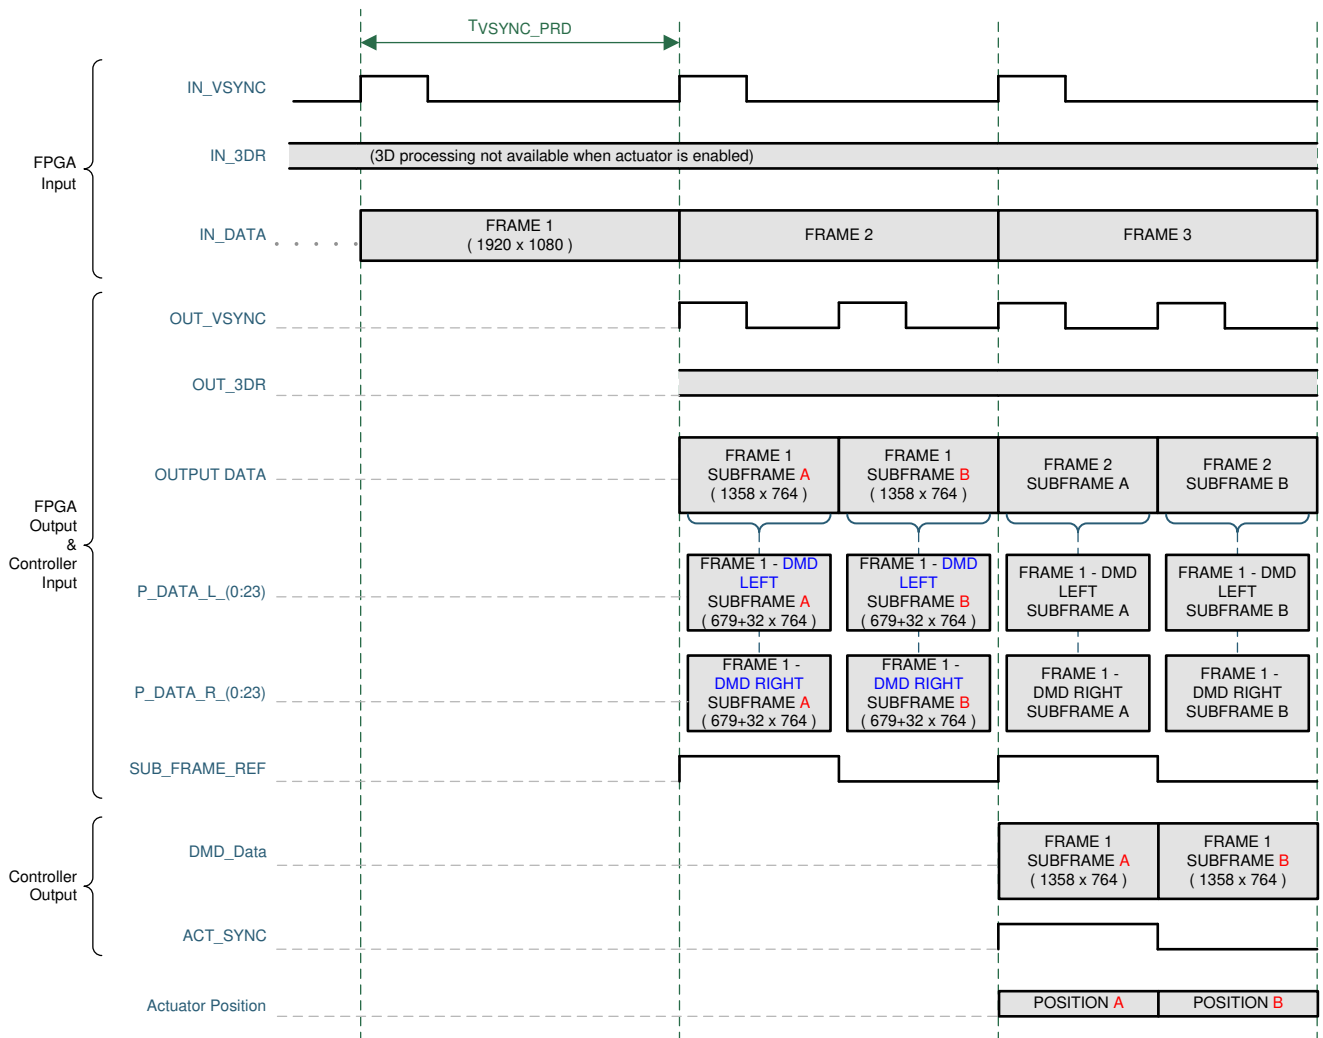 TVSYNC_PRD
IN_VSYNC
FPGA
Input
IN_3DR
(3D processing not available when actuator is enabled)
IN_DATA
FRAME 1
( 1920 x 1080 )
FRAME 2
FRAME 3
OUT_VSYNC
OUT_3DR
FPGA
Output
&
Controller
Input
OUTPUT DATA
FRAME 1
SUBFRAME A
( 1358 x 764 )
FRAME 1
SUBFRAME B
( 1358 x 764 )
FRAME 2
SUBFRAME A
FRAME 2
SUBFRAME B
P_DATA_L_(0:23)
FRAME 1 - DMD
LEFT
SUBFRAME A
( 679+32 x 764 )
FRAME 1 - DMD
LEFT
SUBFRAME B
( 679+32 x 764 )
FRAME 1 - DMD
LEFT
SUBFRAME A
FRAME 1 - DMD
LEFT
SUBFRAME B
P_DATA_R_(0:23)
FRAME 1 -
DMD RIGHT
SUBFRAME A
( 679+32 x 764 )
FRAME 1 -
DMD RIGHT
SUBFRAME B
( 679+32 x 764 )
FRAME 1 -
DMD RIGHT
SUBFRAME A
FRAME 1 -
DMD RIGHT
SUBFRAME B
SUB_FRAME_REF
Controller
Output
DMD_Data
FRAME 1
SUBFRAME A
( 1358 x 764 )
FRAME 1
SUBFRAME B
( 1358 x 764 )
ACT_SYNC
Actuator Position
POSITION A
POSITION B